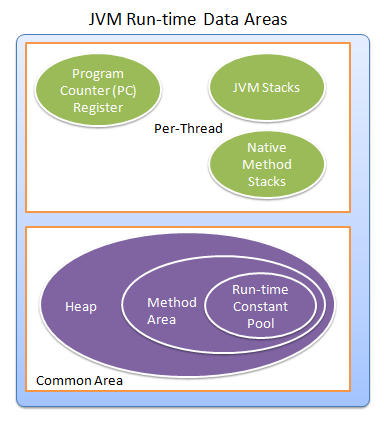 JVM Run-time Data Areas
Program
Counter (PC)
Register
JVM Stacks
Per-Thread
Native
Method
Stacks
Heap
Method
Area
Run-time
Constant
Pool
Common Area